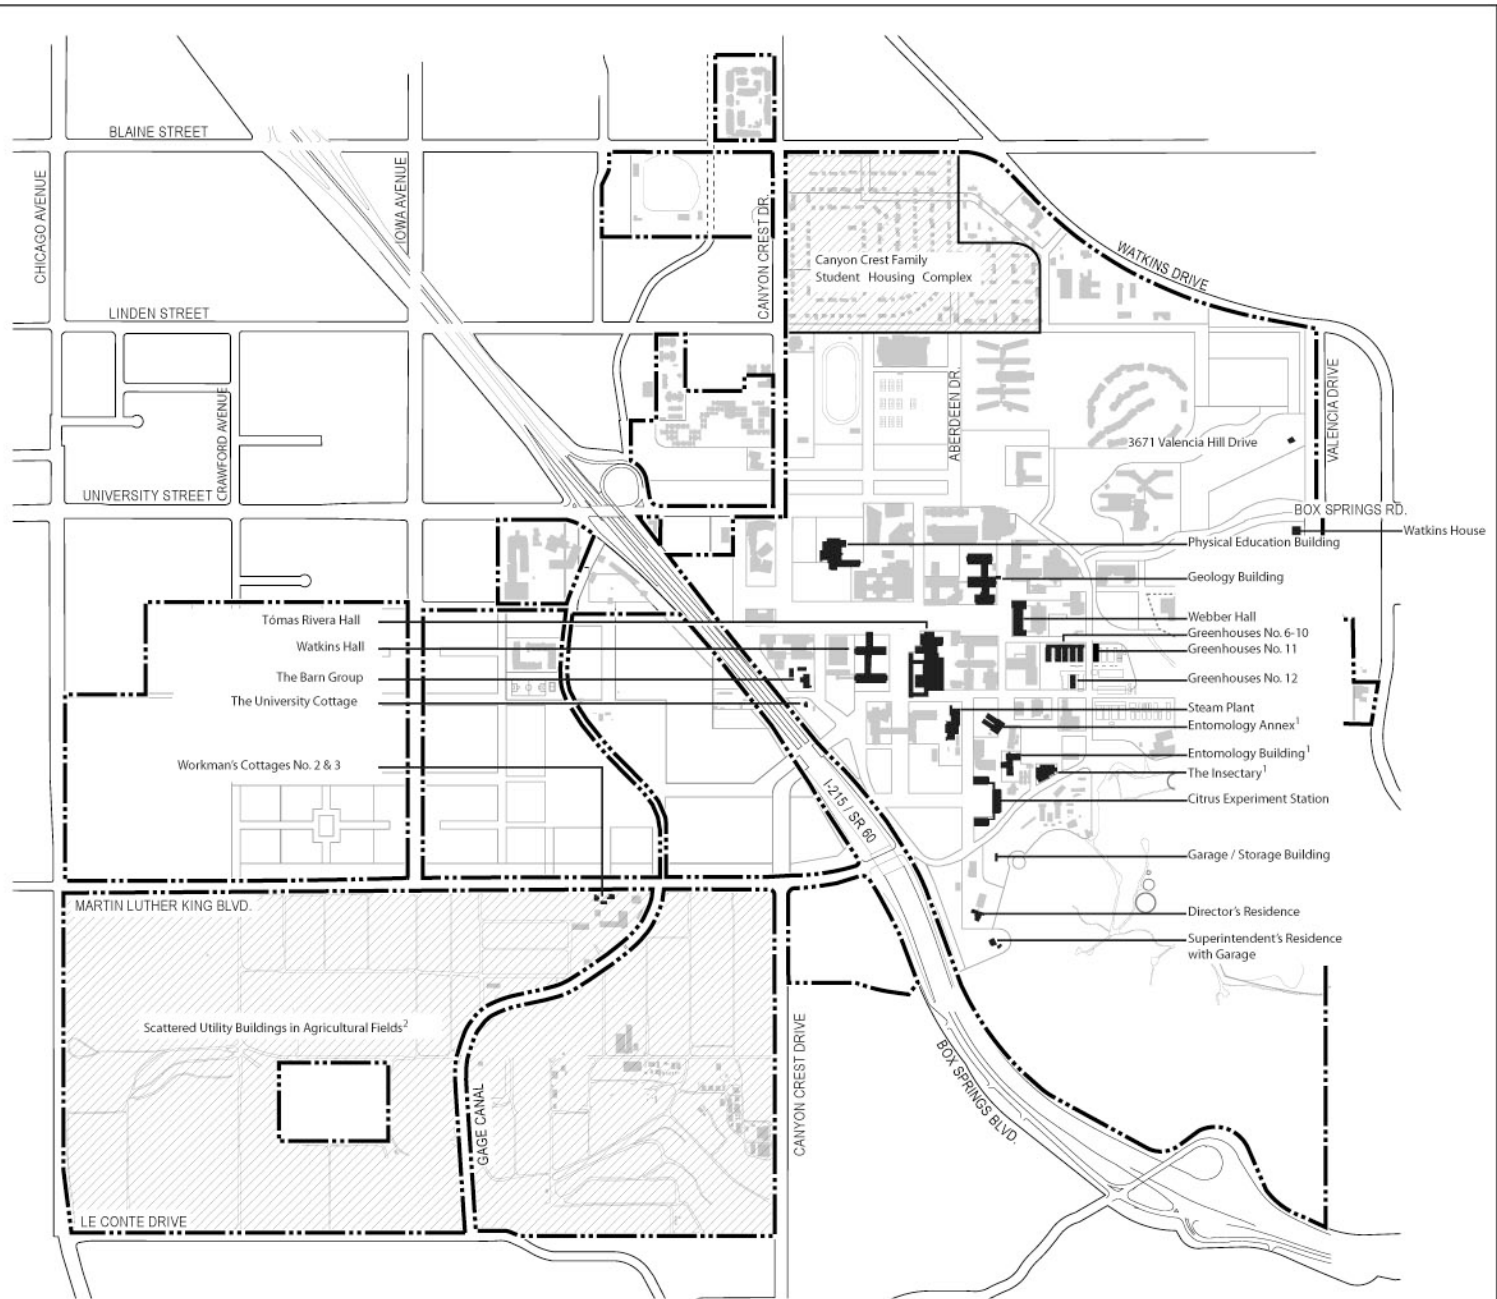 BLAINE STREET
CHICAGO AVENUE
IOWA AVENUE
CANYON CREST DR.
WATKINS DRIVE
Canyon Crest Family
Student Housing Complex
LINDEN STREET
CRAWFORD AVENUE
ABERDEEN DR.
VALENCIA DRIVE
3671 Valencia Hill Drive
UNIVERSITY STREET
BOX SPRINGS RD.
Watkins House
Physical Education Building
Geology Building
Tómas Rivera Hall
Webber Hall
Greenhouses No. 6-10
Watkins Hall
Greenhouses No. 11
The Barn Group
Greenhouses No. 12
The University Cottage
Steam Plant
Entomology Annex¹
Entomology Building¹
Workman's Cottages No. 2 & 3
The Insectary¹
I-215 / SR 60
Citrus Experiment Station
Garage / Storage Building
MARTIN LUTHER KING BLVD.
Director's Residence
Superintendent's Residence
with Garage
Scattered Utility Buildings in Agricultural Fields²
GAGE CANAL
CANYON CREST DRIVE
BOX SPRINGS BLVD.
LE CONTE DRIVE